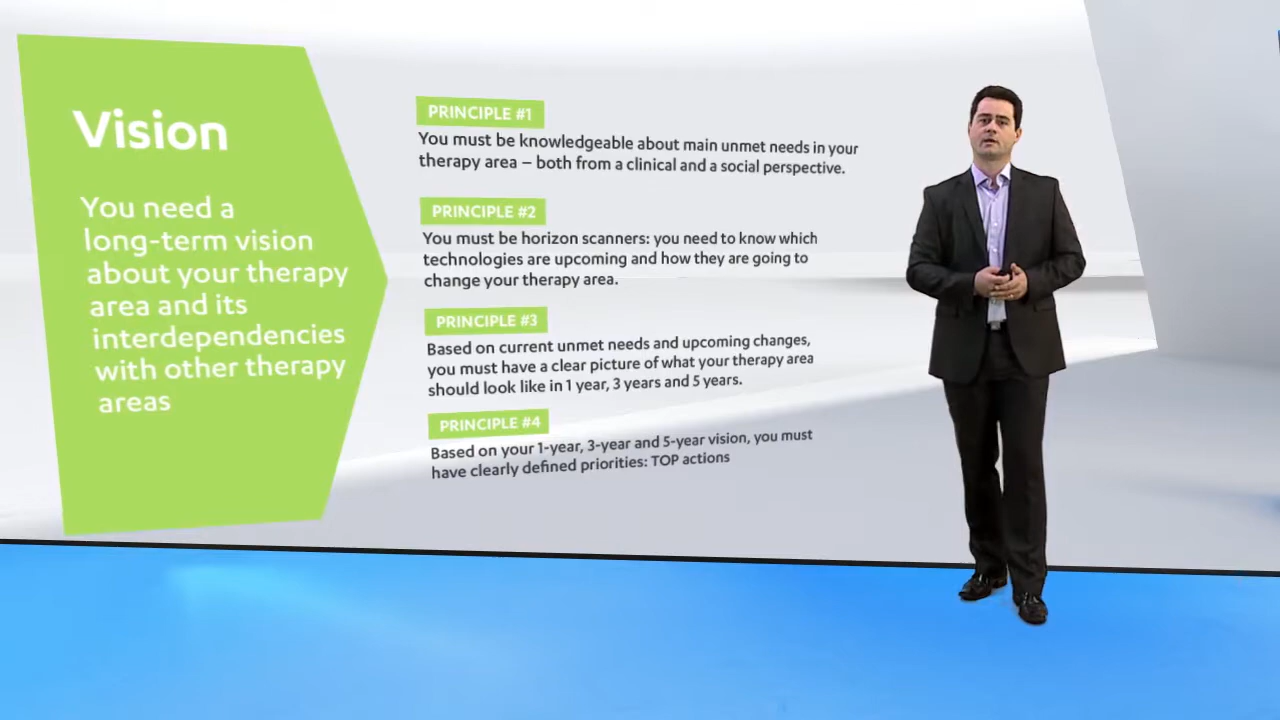 Vision
You need a
long-term vision
about your therapy
area and its
interdependencies
with other therapy
areas
PRINCIPLE #1
You must be knowledgeable about main unmet needs in your
therapy area – both from a clinical and a social perspective.
PRINCIPLE #2
You must be horizon scanners: you need to know which
technologies are upcoming and how they are going to
change your therapy area.
PRINCIPLE #3
Based on current unmet needs and upcoming changes,
you must have a clear picture of what your therapy area
should look like in 1 year, 3 years and 5 years.
PRINCIPLE #4
Based on your 1-year, 3-year and 5-year vision, you must
have clearly defined priorities: TOP actions